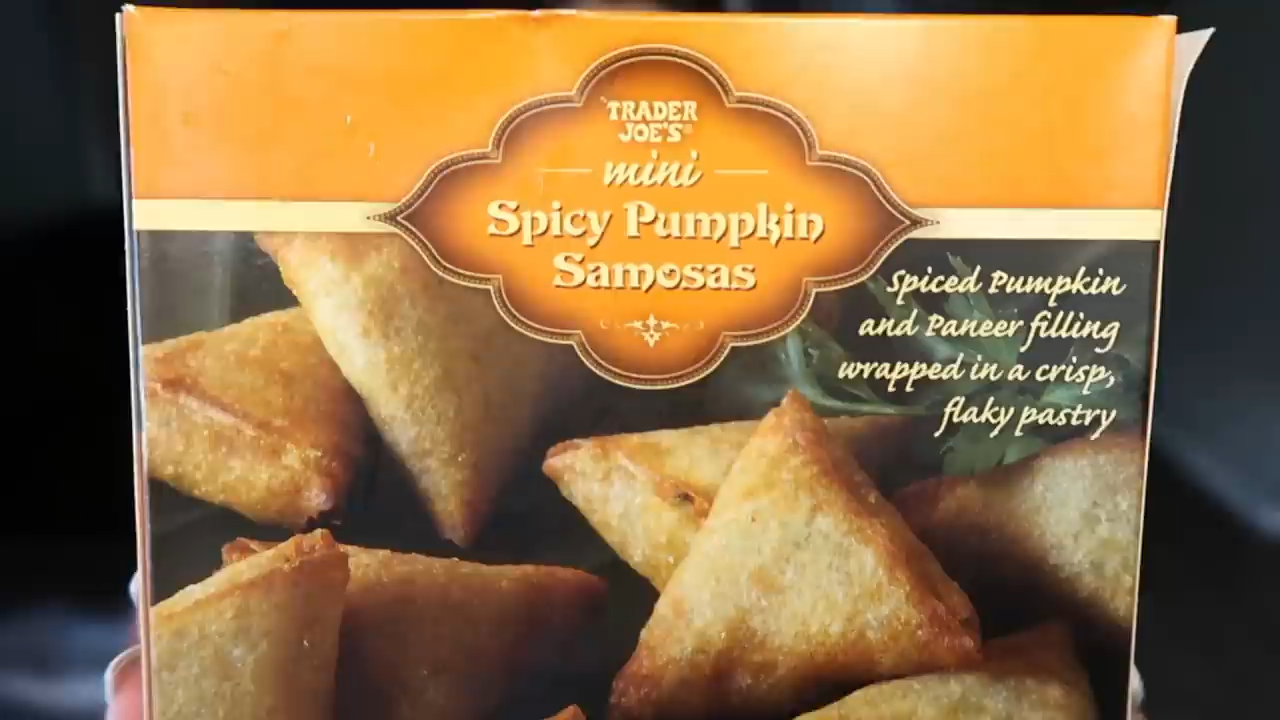 TRADER
JOE'S®
mini
Spicy Pumpkin
Samosas
Spiced Pumpkin
and Paneer filling
wrapped in a crisp,
flaky pastry